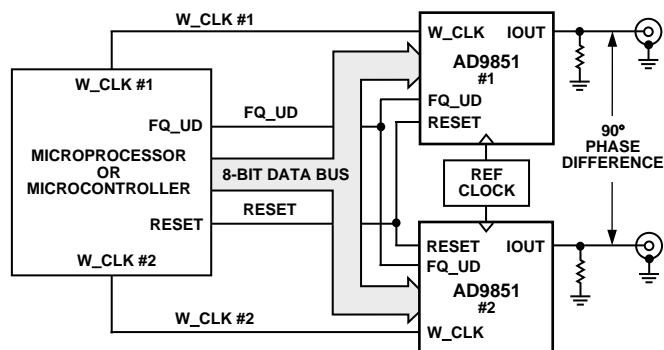 W_CLK #1
W_CLK #1
MICROPROCESSOR
OR
MICROCONTROLLER
FQ_UD
RESET
W_CLK #2
FQ_UD
8-BIT DATA BUS
RESET
W_CLK #2
W_CLK
IOUT
AD9851
#1
FQ_UD
RESET
REF
CLOCK
RESET
IOUT
FQ_UD
AD9851
#2
W_CLK
90°
PHASE
DIFFERENCE